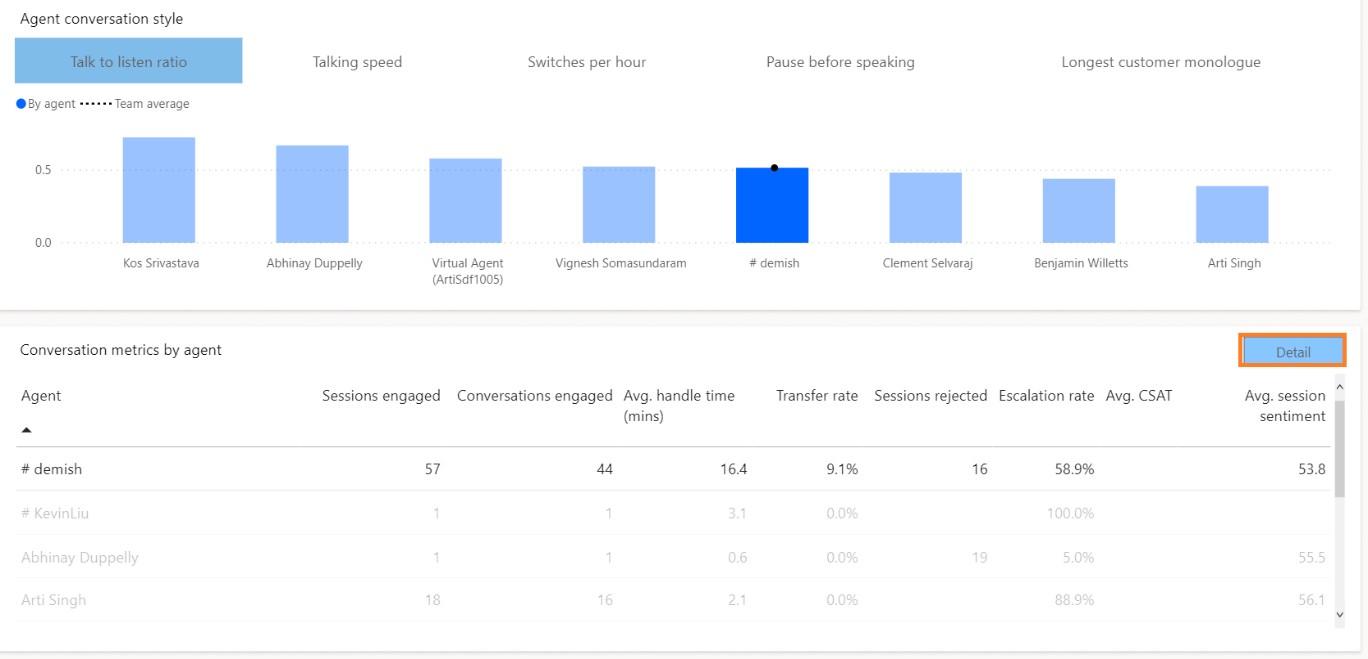 Agent conversation style
Talk to listen ratio Talking speed Switches per hour Pause before speaking Longest customer monologue
By agent Team average
0.5
0.0
Kos Srivastava Abhinay Duppelly Virtual Agent Vignesh Somasundaram # demish Clement Selvaraj Benjamin Willetts Arti Singh
(ArtiSdf1005)
Conversation metrics by agent Detail
Agent Sessions engaged Conversations engaged Avg. handle time Transfer rate Sessions rejected Escalation rate Avg. CSAT Avg. session
(mins) sentiment
# demish 57 44 16.4 9.1% 16 58.9% 53.8
# KevinLiu 1 1 3.1 0.0% 100.0%
Abhinay Duppelly 1 1 0.6 0.0% 19 5.0% 55.5
Arti Singh 18 16 2.1 0.0% 88.9% 56.1